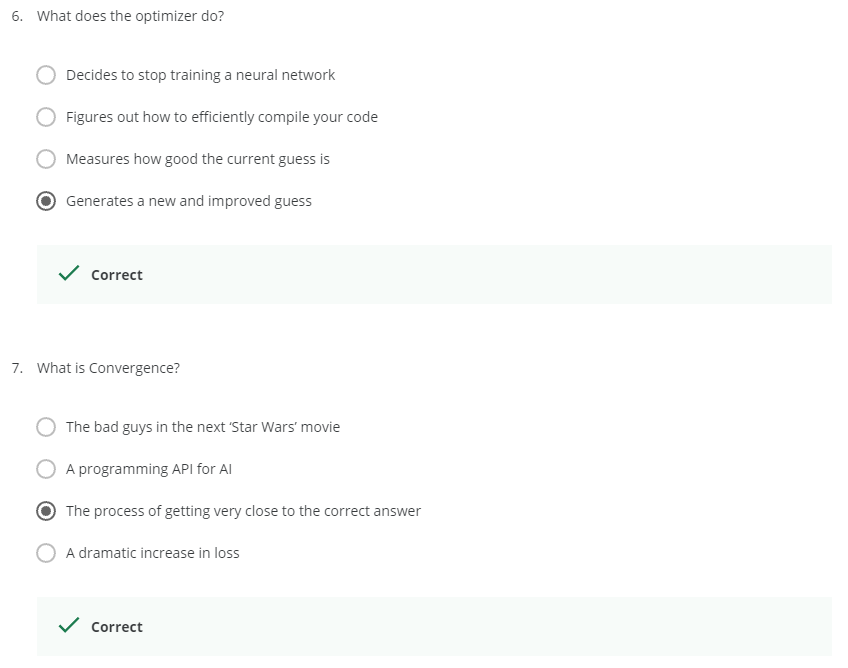 6. What does the optimizer do?
Decides to stop training a neural network
Figures out how to efficiently compile your code
Measures how good the current guess is
Generates a new and improved guess
Correct
7. What is Convergence?
The bad guys in the next ‘Star Wars’ movie
A programming API for AI
The process of getting very close to the correct answer
A dramatic increase in loss
Correct